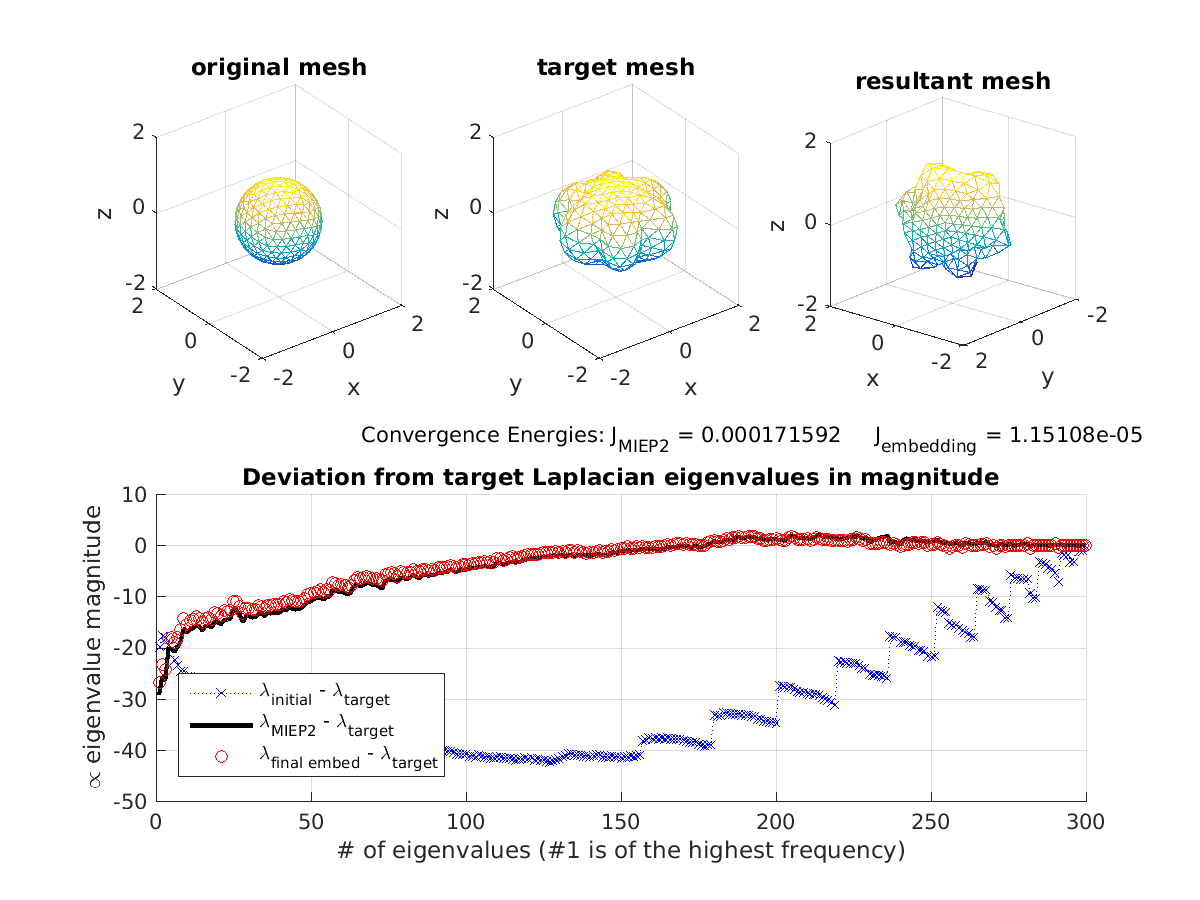 original mesh
target mesh
resultant mesh
2
0
-2
z
2
0
-2
y
-2
0
2
x
2
0
-2
z
2
0
-2
y
-2
0
2
x
2
0
-2
z
2
0
-2
x
2
0
-2
y
Convergence Energies: J_MIEP2 = 0.000171592 J_embedding = 1.15108e-05
Deviation from target Laplacian eigenvalues in magnitude
∝ eigenvalue magnitude
10
0
-10
-20
-30
-40
-50
λ_initial - λ_target
λ_MIEP2 - λ_target
λ_final embed - λ_target
0 50 100 150 200 250 300
# of eigenvalues (#1 is of the highest frequency)